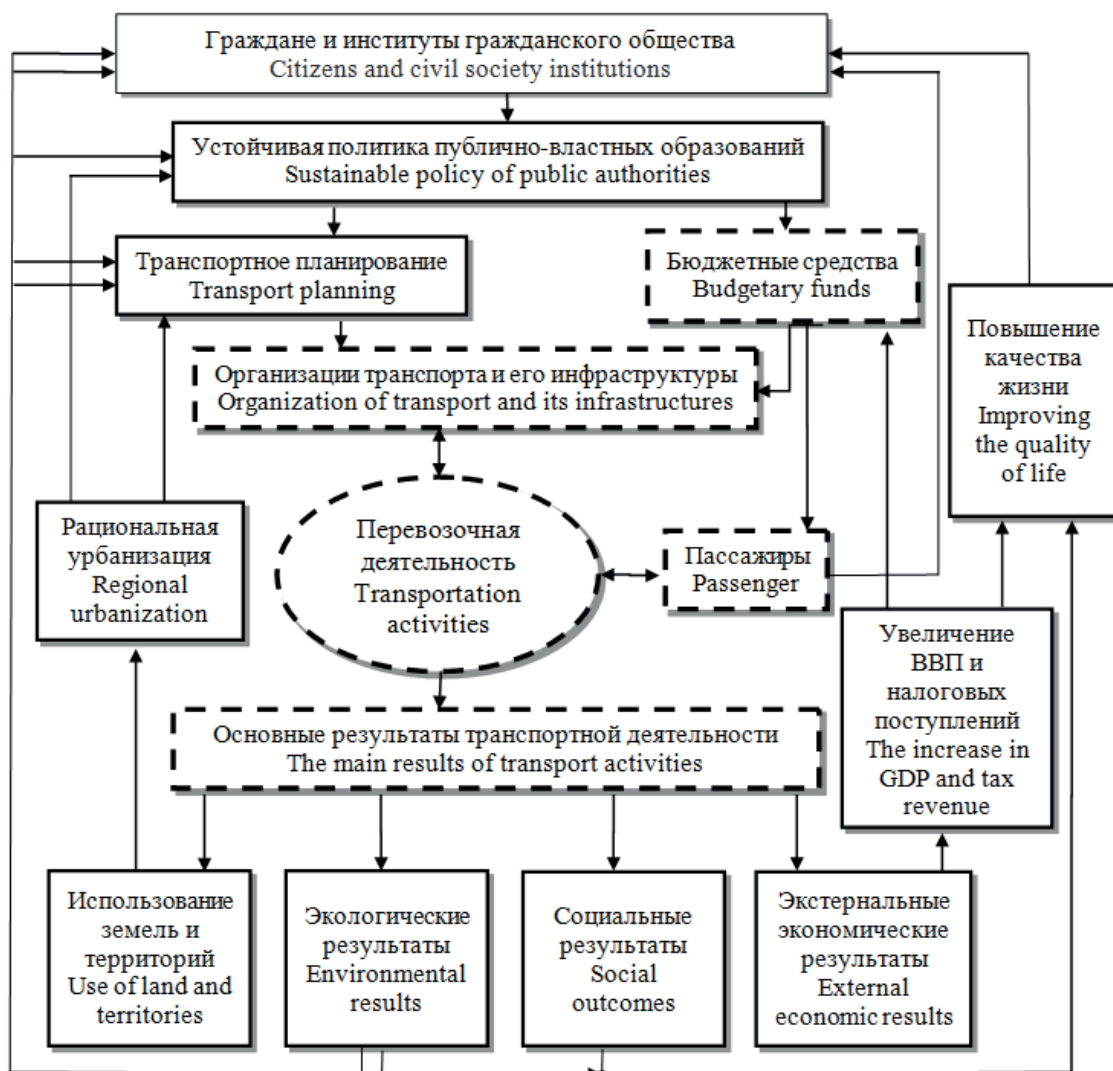 Граждане и институты гражданского общества
Citizens and civil society institutions
Устойчивая политика публично-властных образований
Sustainable policy of public authorities
Транспортное планирование
Transport planning
Бюджетные средства
Budgetary funds
Повышение
качества
жизни
Improving
the quality
of life
Организации транспорта и его инфраструктуры
Organization of transport and its infrastructures
Рациональная
урбанизация
Regional
urbanization
Перевозочная
деятельность
Transportation
activities
Пассажиры
Passenger
Увеличение
ВВП и
налоговых
поступлений
The increase in
GDP and tax
revenue
Основные результаты транспортной деятельности
The main results of transport activities
Использование
земель и
территорий
Use of land and
territories
Экологические
результаты
Environmental
results
Социальные
результаты
Social
outcomes
Экстернальные
экономические
результаты
External
economic results